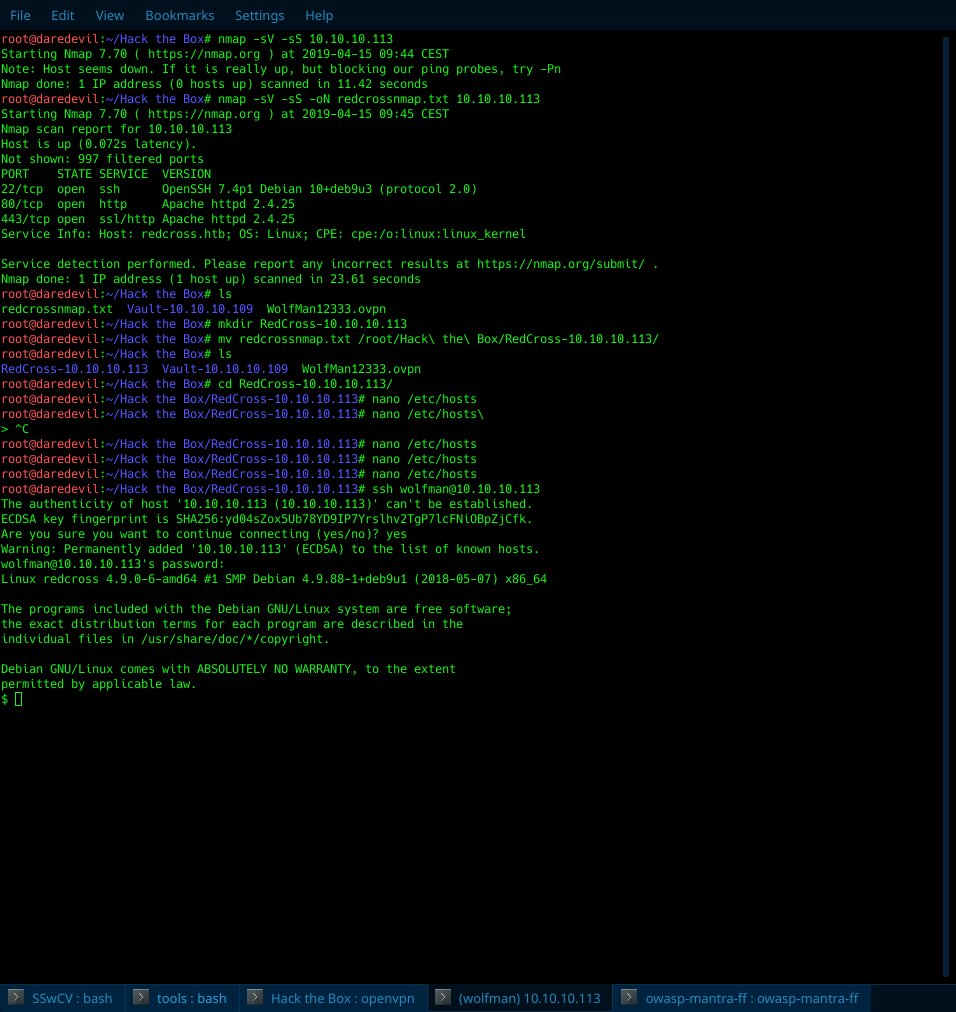 File Edit View Bookmarks Settings Help
root@daredevil:~/Hack the Box# nmap -sV -sS 10.10.10.113
Starting Nmap 7.70 ( https://nmap.org ) at 2019-04-15 09:44 CEST
Note: Host seems down. If it is really up, but blocking our ping probes, try -Pn
Nmap done: 1 IP address (0 hosts up) scanned in 11.42 seconds
root@daredevil:~/Hack the Box# nmap -sV -sS -oN redcrossnmap.txt 10.10.10.113
Starting Nmap 7.70 ( https://nmap.org ) at 2019-04-15 09:45 CEST
Nmap scan report for 10.10.10.113
Host is up (0.072s latency).
Not shown: 997 filtered ports
PORT    STATE SERVICE  VERSION
22/tcp  open  ssh      OpenSSH 7.4p1 Debian 10+deb9u3 (protocol 2.0)
80/tcp  open  http     Apache httpd 2.4.25
443/tcp open  ssl/http Apache httpd 2.4.25
Service Info: Host: redcross.htb; OS: Linux; CPE: cpe:/o:linux:linux_kernel
Service detection performed. Please report any incorrect results at https://nmap.org/submit/ .
Nmap done: 1 IP address (1 host up) scanned in 23.61 seconds
root@daredevil:~/Hack the Box# ls
redcrossnmap.txt  Vault-10.10.10.109  WolfMan12333.ovpn
root@daredevil:~/Hack the Box# mkdir RedCross-10.10.10.113
root@daredevil:~/Hack the Box# mv redcrossnmap.txt /root/Hack\ the\ Box/RedCross-10.10.10.113/
root@daredevil:~/Hack the Box# ls
RedCross-10.10.10.113  Vault-10.10.10.109  WolfMan12333.ovpn
root@daredevil:~/Hack the Box# cd RedCross-10.10.10.113/
root@daredevil:~/Hack the Box/RedCross-10.10.10.113# nano /etc/hosts
root@daredevil:~/Hack the Box/RedCross-10.10.10.113# nano /etc/hosts\
> ^C
root@daredevil:~/Hack the Box/RedCross-10.10.10.113# nano /etc/hosts
root@daredevil:~/Hack the Box/RedCross-10.10.10.113# nano /etc/hosts
root@daredevil:~/Hack the Box/RedCross-10.10.10.113# nano /etc/hosts
root@daredevil:~/Hack the Box/RedCross-10.10.10.113# ssh wolfman@10.10.10.113
The authenticity of host '10.10.10.113 (10.10.10.113)' can't be established.
ECDSA key fingerprint is SHA256:yd04sZox5Ub78YD9IP7Yrslhv2TgP7lcFNiOBpZjCfk.
Are you sure you want to continue connecting (yes/no)? yes
Warning: Permanently added '10.10.10.113' (ECDSA) to the list of known hosts.
wolfman@10.10.10.113's password:
Linux redcross 4.9.0-6-amd64 #1 SMP Debian 4.9.88-1+deb9u1 (2018-05-07) x86_64
The programs included with the Debian GNU/Linux system are free software;
the exact distribution terms for each program are described in the
individual files in /usr/share/doc/*/copyright.
Debian GNU/Linux comes with ABSOLUTELY NO WARRANTY, to the extent
permitted by applicable law.
$
SSwCV : bash tools : bash Hack the Box : openvpn (wolfman) 10.10.10.113 owasp-mantra-ff : owasp-mantra-ff